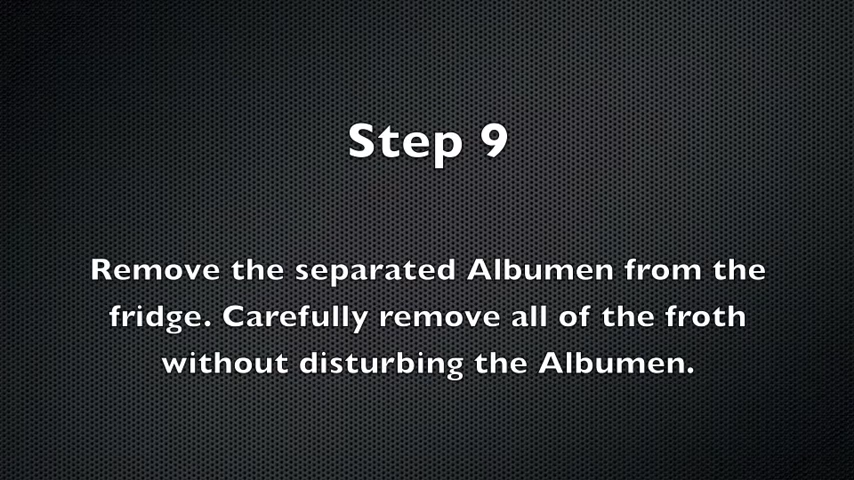 Step 9
Remove the separated Albumen from the
fridge. Carefully remove all of the froth
without disturbing the Albumen.